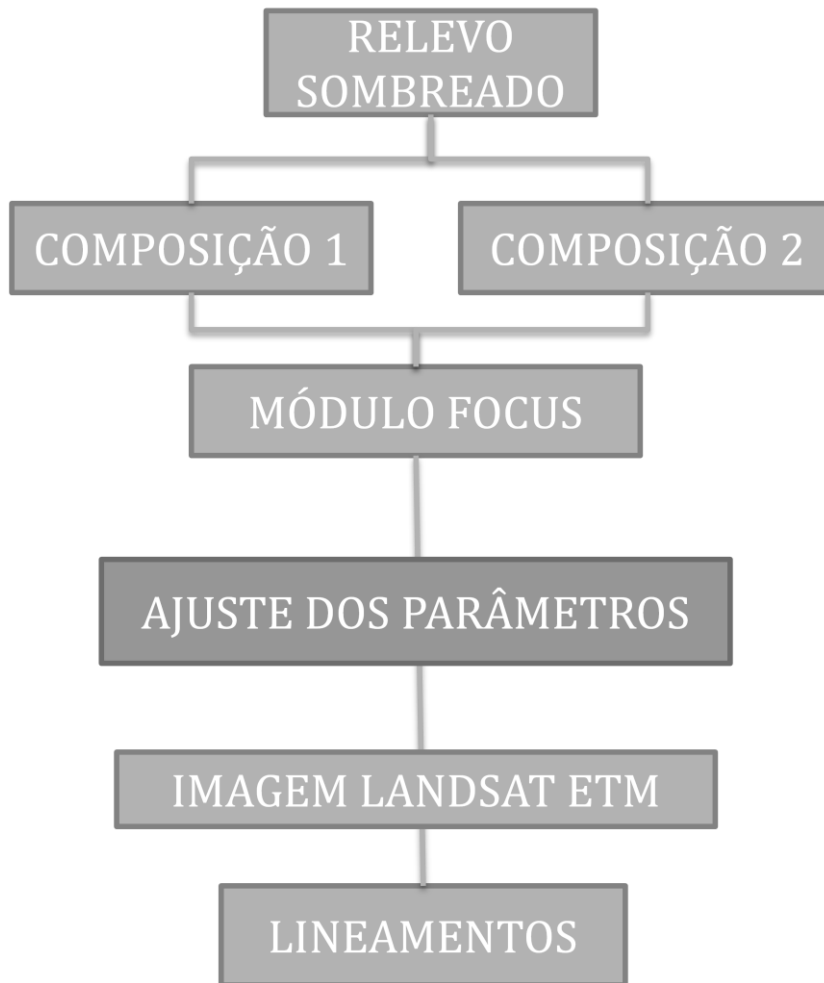 RELEVO
SOMBREADO
COMPOSIÇÃO 1
COMPOSIÇÃO 2
MÓDULO FOCUS
AJUSTE DOS PARÂMETROS
IMAGEM LANDSAT ETM
LINEAMENTOS